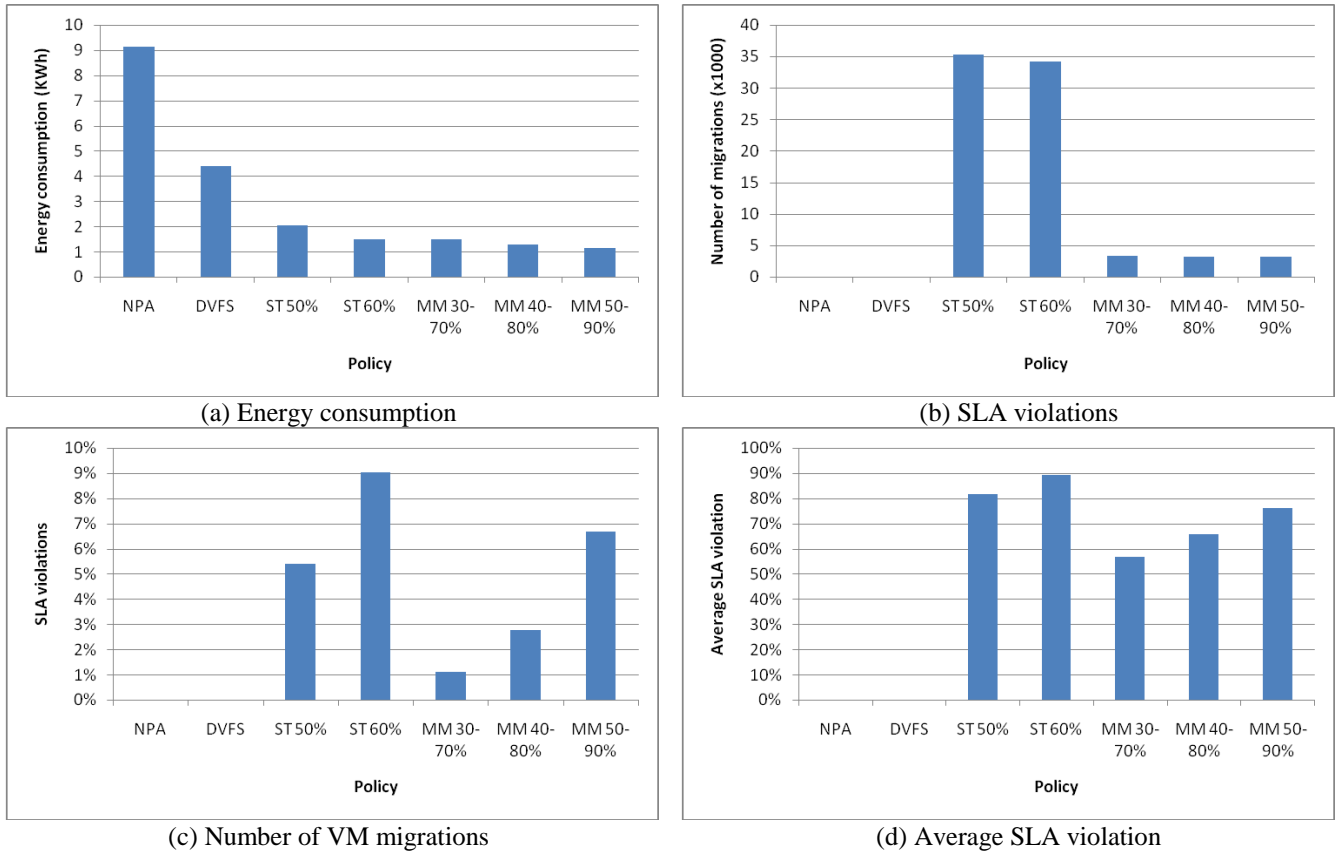 10
9
8
7
6
5
4
3
2
1
0
Energy consumption (KWh)
NPA DVFS ST 50% ST 60% MM 30- MM 40- MM 50-
70% 80% 90%
Policy
(a) Energy consumption
40
35
30
25
20
15
10
5
0
Number of migrations (x1000)
NPA DVFS ST 50% ST 60% MM 30- MM 40- MM 50-
70% 80% 90%
Policy
(b) SLA violations
10%
9%
8%
7%
6%
5%
4%
3%
2%
1%
0%
SLA violations
NPA DVFS ST 50% ST 60% MM 30- MM 40- MM 50-
70% 80% 90%
Policy
(c) Number of VM migrations
100%
90%
80%
70%
60%
50%
40%
30%
20%
10%
0%
Average SLA violation
NPA DVFS ST 50% ST 60% MM 30- MM 40- MM 50-
70% 80% 90%
Policy
(d) Average SLA violation